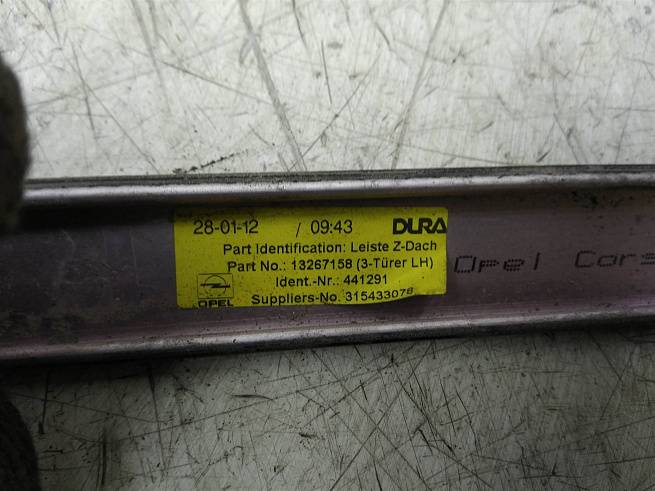 28-01-12 / 09:43 DURA
Part Identification: Leiste Z-Dach
Part No.: 13267158 (3-Türer LH)
Ident.-Nr.: 441291
Suppliers-No. 315433078
OPEL
Opel Cors